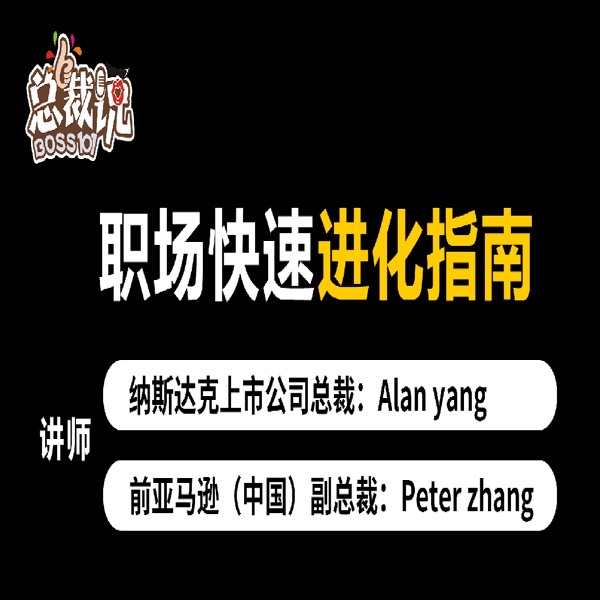 总裁说
BOSS101
职场快速进化指南
讲师
纳斯达克上市公司总裁：Alan yang
前亚马逊（中国）副总裁：Peter zhang